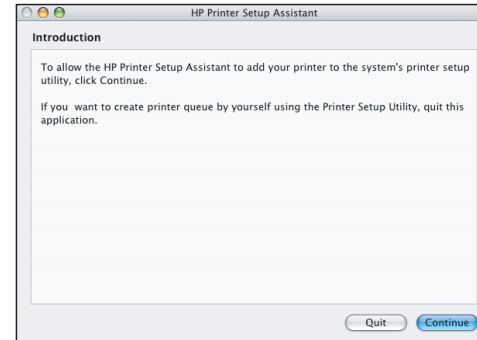 HP Printer Setup Assistant
Introduction
To allow the HP Printer Setup Assistant to add your printer to the system's printer setup
utility, click Continue.
If you want to create printer queue by yourself using the Printer Setup Utility, quit this
application.
Quit
Continue